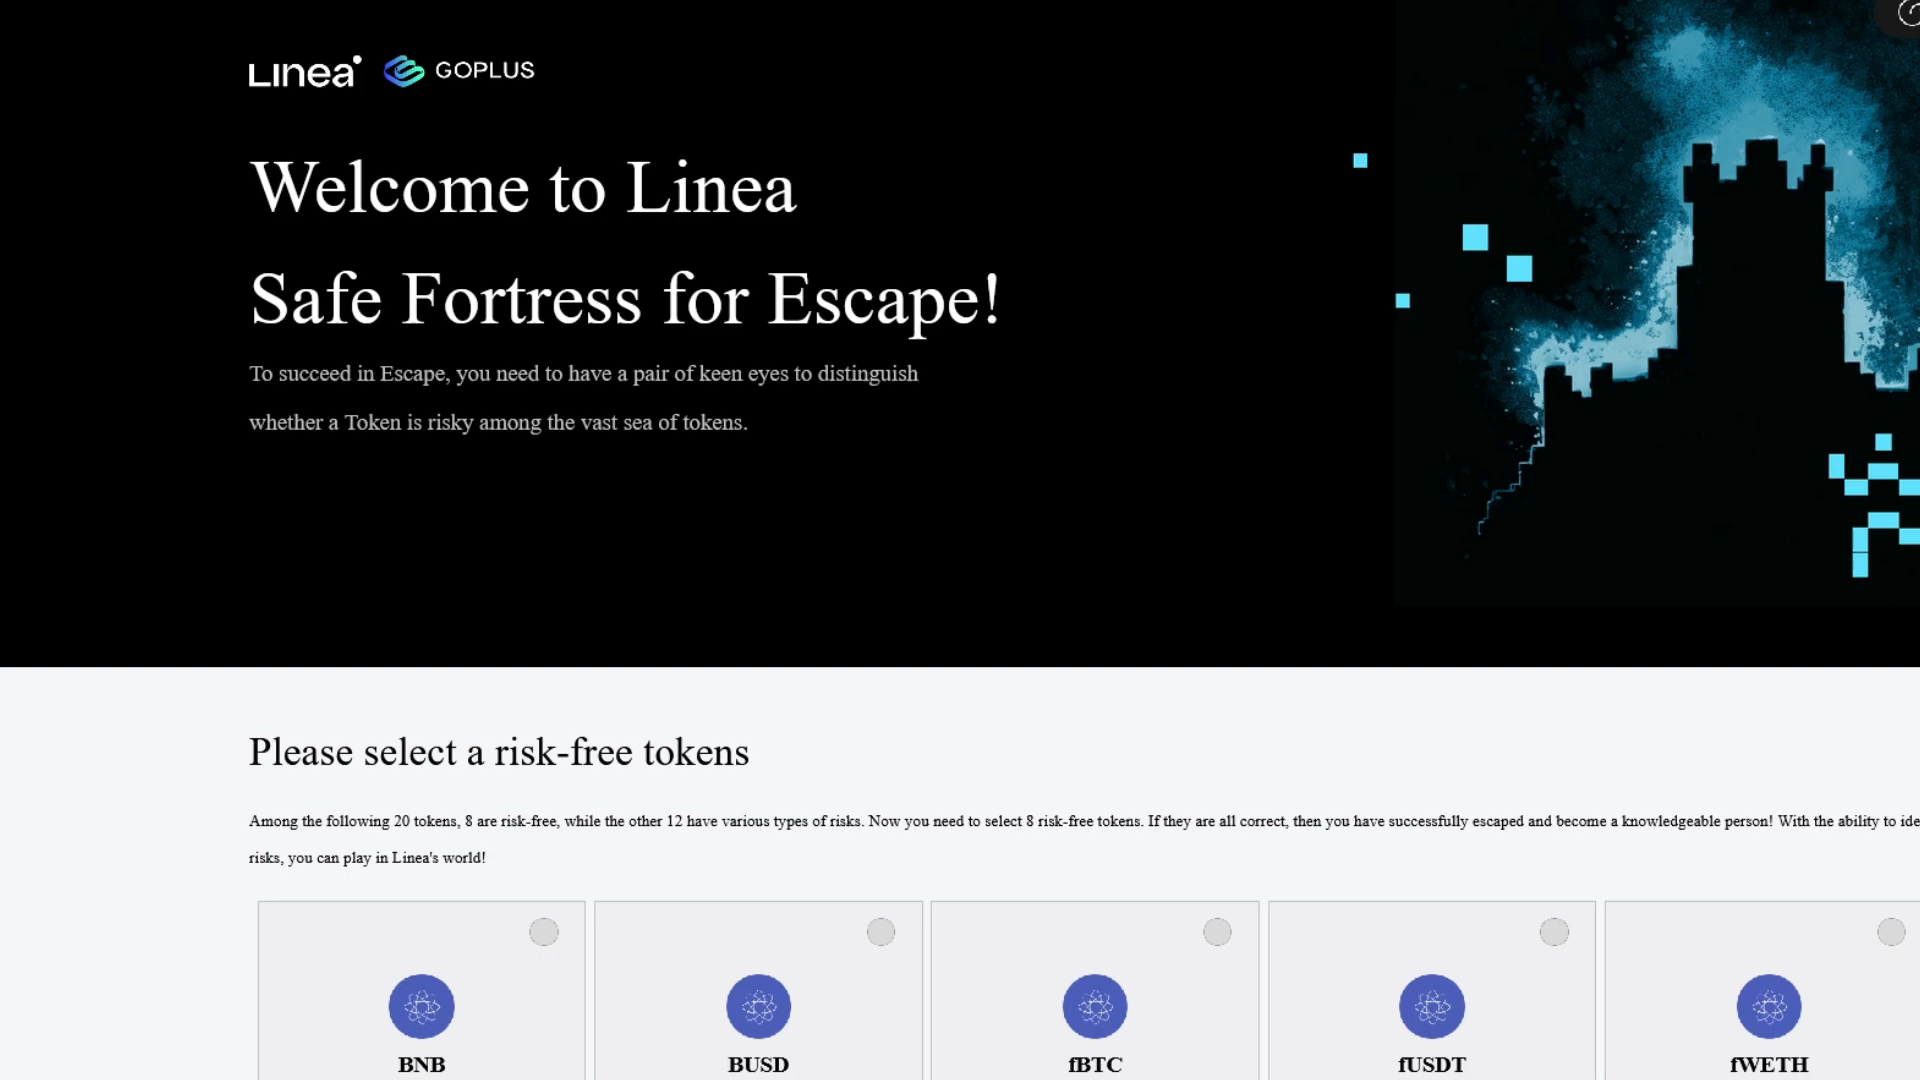 Linea GOPLUS
Welcome to Linea
Safe Fortress for Escape!
To succeed in Escape, you need to have a pair of keen eyes to distinguish
whether a Token is risky among the vast sea of tokens.
Please select a risk-free tokens
Among the following 20 tokens, 8 are risk-free, while the other 12 have various types of risks. Now you need to select 8 risk-free tokens. If they are all correct, then you have successfully escaped and become a knowledgeable person! With the ability to ide
risks, you can play in Linea's world!
BNB BUSD fBTC fUSDT fWETH